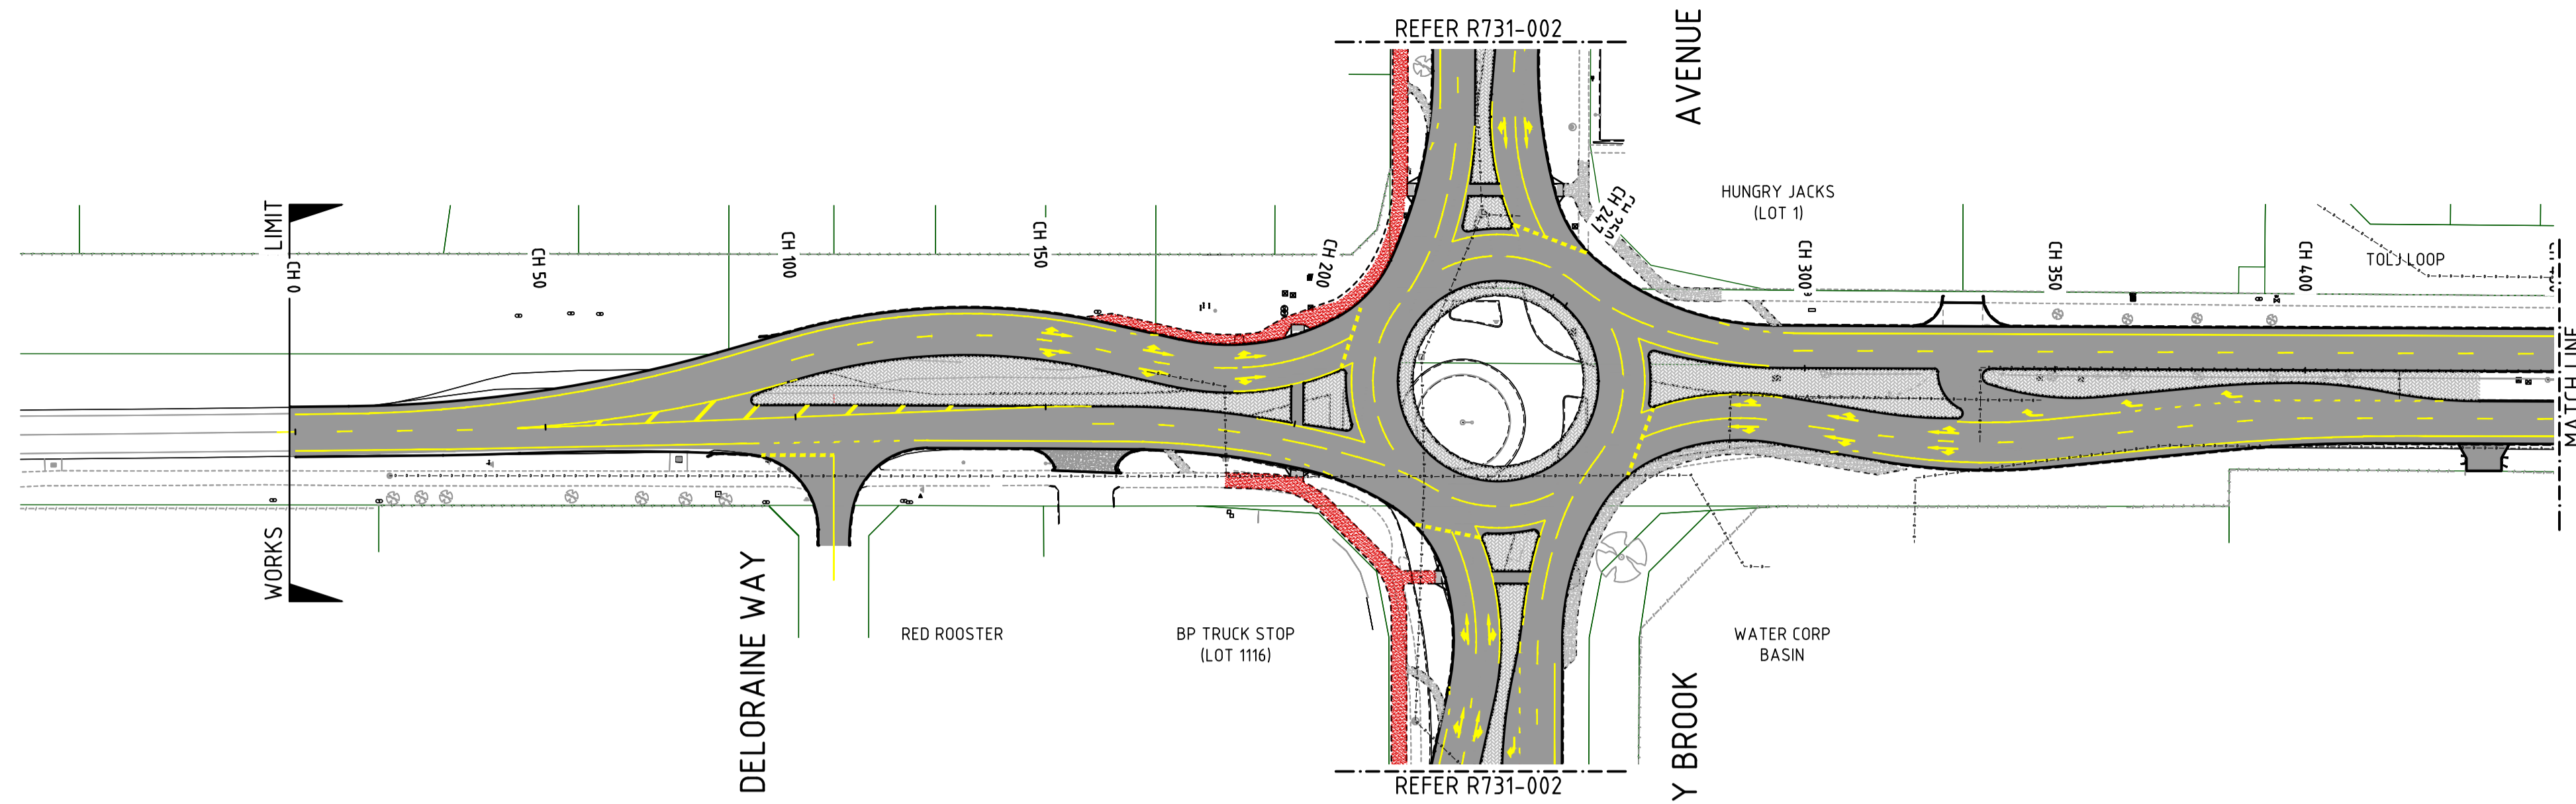 REFER R731-002
AVENUE
HUNGRY JACKS
(LOT 1)
LIMIT
CH 0
CH 50
CH 100
CH 150
CH 200
CH 247
CH 250
CH 300
CH 350
CH 400
TOLJ LOOP
MATCH LINE
WORKS
DELORAINE WAY
RED ROOSTER
BP TRUCK STOP
(LOT 1116)
WATER CORP
BASIN
Y BROOK
REFER R731-002